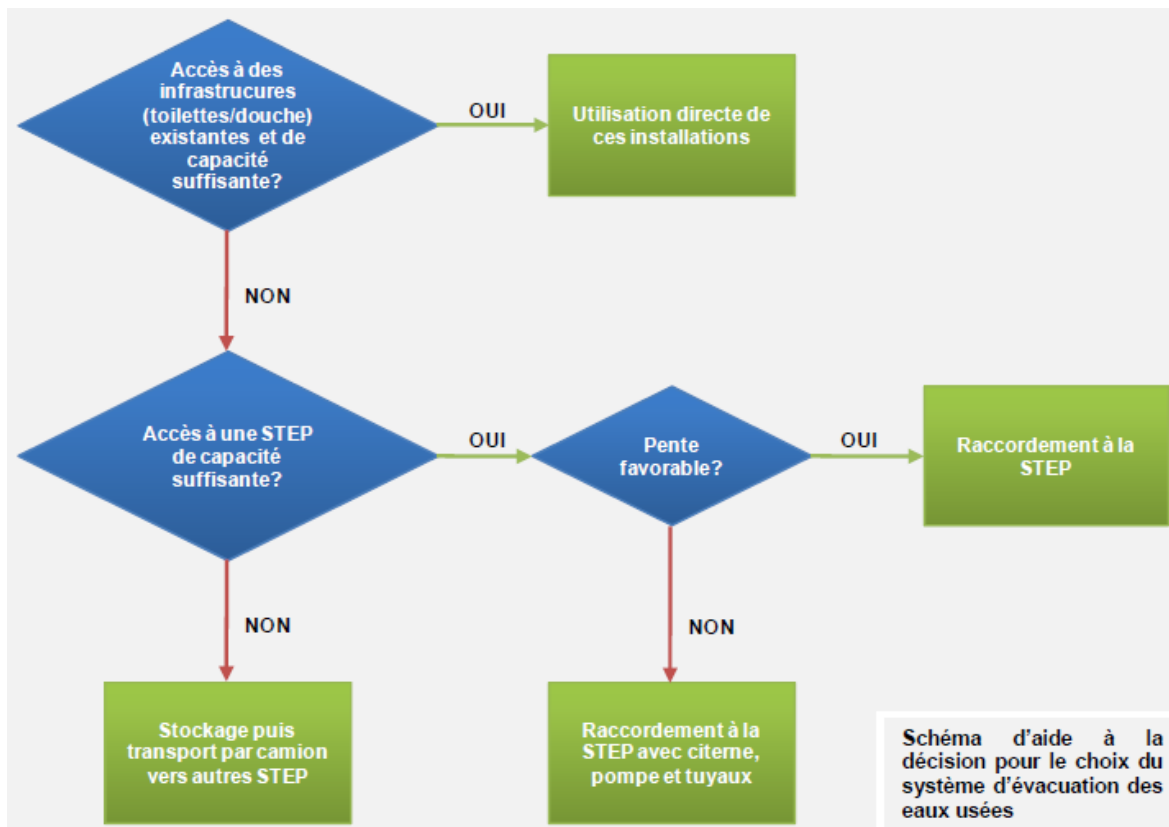 Accès à des
infrastrucures
(toilettes/douche)
existantes et de
capacité
suffisante?
OUI
Utilisation directe de
ces installations
NON
Accès à une STEP
de capacité
suffisante?
OUI
Pente
favorable?
OUI
Raccordement à la
STEP
NON
NON
Stockage puis
transport par camion
vers autres STEP
Raccordement à la
STEP avec citerne,
pompe et tuyaux
Schéma d'aide à la
décision pour le choix du
système d'évacuation des
eaux usées